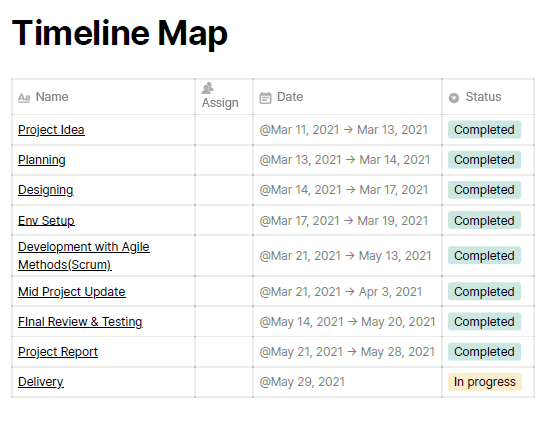 Timeline Map
Aa Name Assign Date Status
Project Idea @Mar 11, 2021 → Mar 13, 2021 Completed
Planning @Mar 13, 2021 → Mar 14, 2021 Completed
Designing @Mar 14, 2021 → Mar 17, 2021 Completed
Env Setup @Mar 17, 2021 → Mar 19, 2021 Completed
Development with Agile
Methods(Scrum) @Mar 21, 2021 → May 13, 2021 Completed
Mid Project Update @Mar 21, 2021 → Apr 3, 2021 Completed
FInal Review & Testing @May 14, 2021 → May 20, 2021 Completed
Project Report @May 21, 2021 → May 28, 2021 Completed
Delivery @May 29, 2021 In progress